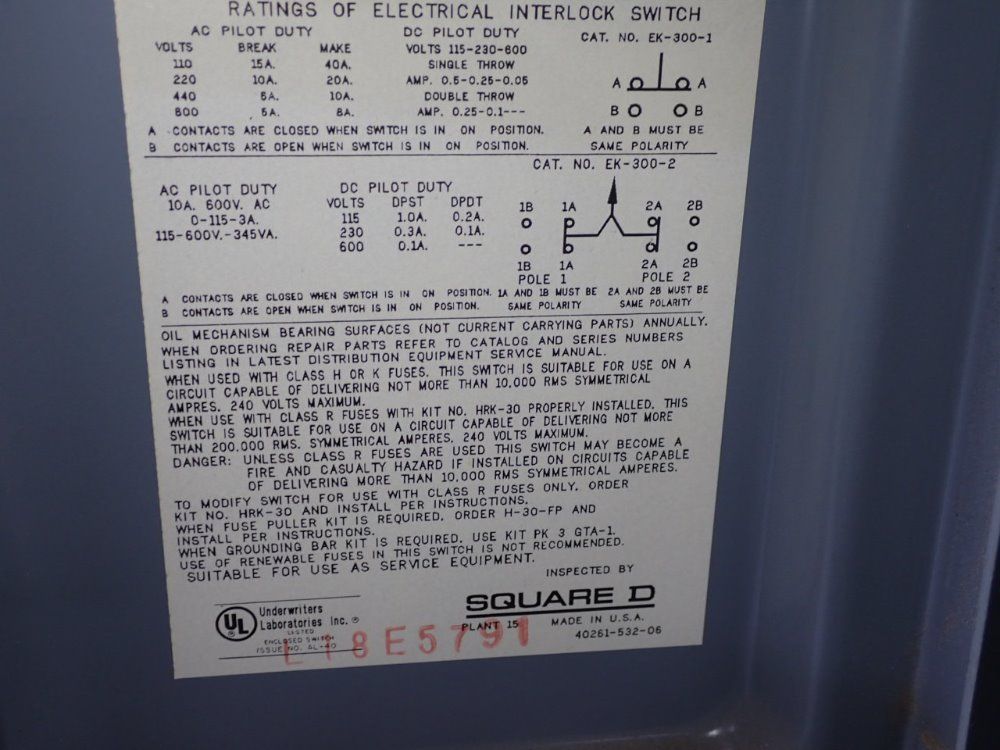 RATINGS OF ELECTRICAL INTERLOCK SWITCH
AC PILOT DUTY
VOLTS BREAK MAKE
110 15A. 40A.
220 10A. 20A.
440 6A. 10A.
600 5A. 8A.
DC PILOT DUTY
VOLTS 115-230-600
SINGLE THROW
AMP. 0.5-0.25-0.05
DOUBLE THROW
AMP. 0.25-0.1---
CAT. NO. EK-300-1
A A
B B
A AND B MUST BE
SAME POLARITY
A CONTACTS ARE CLOSED WHEN SWITCH IS IN ON POSITION.
B CONTACTS ARE OPEN WHEN SWITCH IS IN ON POSITION.
CAT. NO. EK-300-2
AC PILOT DUTY
10A. 600V. AC
0-115-3A.
115-600V.-345VA.
DC PILOT DUTY
VOLTS DPST DPDT
115 1.0A. 0.2A.
230 0.3A. 0.1A.
600 0.1A. ---
1B 1A 2A 2B
1B 1A 2A 2B
POLE 1 POLE 2
A CONTACTS ARE CLOSED WHEN SWITCH IS IN ON POSITION. 1A AND 1B MUST BE 2A AND 2B MUST BE
B CONTACTS ARE OPEN WHEN SWITCH IS IN ON POSITION. SAME POLARITY SAME POLARITY
OIL MECHANISM BEARING SURFACES (NOT CURRENT CARRYING PARTS) ANNUALLY.
WHEN ORDERING REPAIR PARTS REFER TO CATALOG AND SERIES NUMBERS
LISTING IN LATEST DISTRIBUTION EQUIPMENT SERVICE MANUAL.
WHEN USED WITH CLASS H OR K FUSES. THIS SWITCH IS SUITABLE FOR USE ON A
CIRCUIT CAPABLE OF DELIVERING NOT MORE THAN 10,000 RMS SYMMETRICAL
AMPRES. 240 VOLTS MAXIMUM.
WHEN USE WITH CLASS R FUSES WITH KIT NO. HRK-30 PROPERLY INSTALLED, THIS
SWITCH IS SUITABLE FOR USE ON A CIRCUIT CAPABLE OF DELIVERING NOT MORE
THAN 200,000 RMS. SYMMETRICAL AMPERES, 240 VOLTS MAXIMUM.
DANGER: UNLESS CLASS R FUSES ARE USED THIS SWITCH MAY BECOME A
FIRE AND CASUALTY HAZARD IF INSTALLED ON CIRCUITS CAPABLE
OF DELIVERING MORE THAN 10,000 RMS SYMMETRICAL AMPERES.
TO MODIFY SWITCH FOR USE WITH CLASS R FUSES ONLY, ORDER
KIT NO. HRK-30 AND INSTALL PER INSTRUCTIONS.
WHEN FUSE PULLER KIT IS REQUIRED, ORDER H-30-FP AND
INSTALL PER INSTRUCTIONS.
WHEN GROUNDING BAR KIT IS REQUIRED. USE KIT PK 3 GTA-1.
USE OF RENEWABLE FUSES IN THIS SWITCH IS NOT RECOMMENDED.
SUITABLE FOR USE AS SERVICE EQUIPMENT.
INSPECTED BY
UL Underwriters
Laboratories Inc. ®
LISTED
ENCLOSED SWITCH
ISSUE NO. AL-40
SQUARE D
PLANT 15 MADE IN U.S.A.
40261-532-06
8E5791